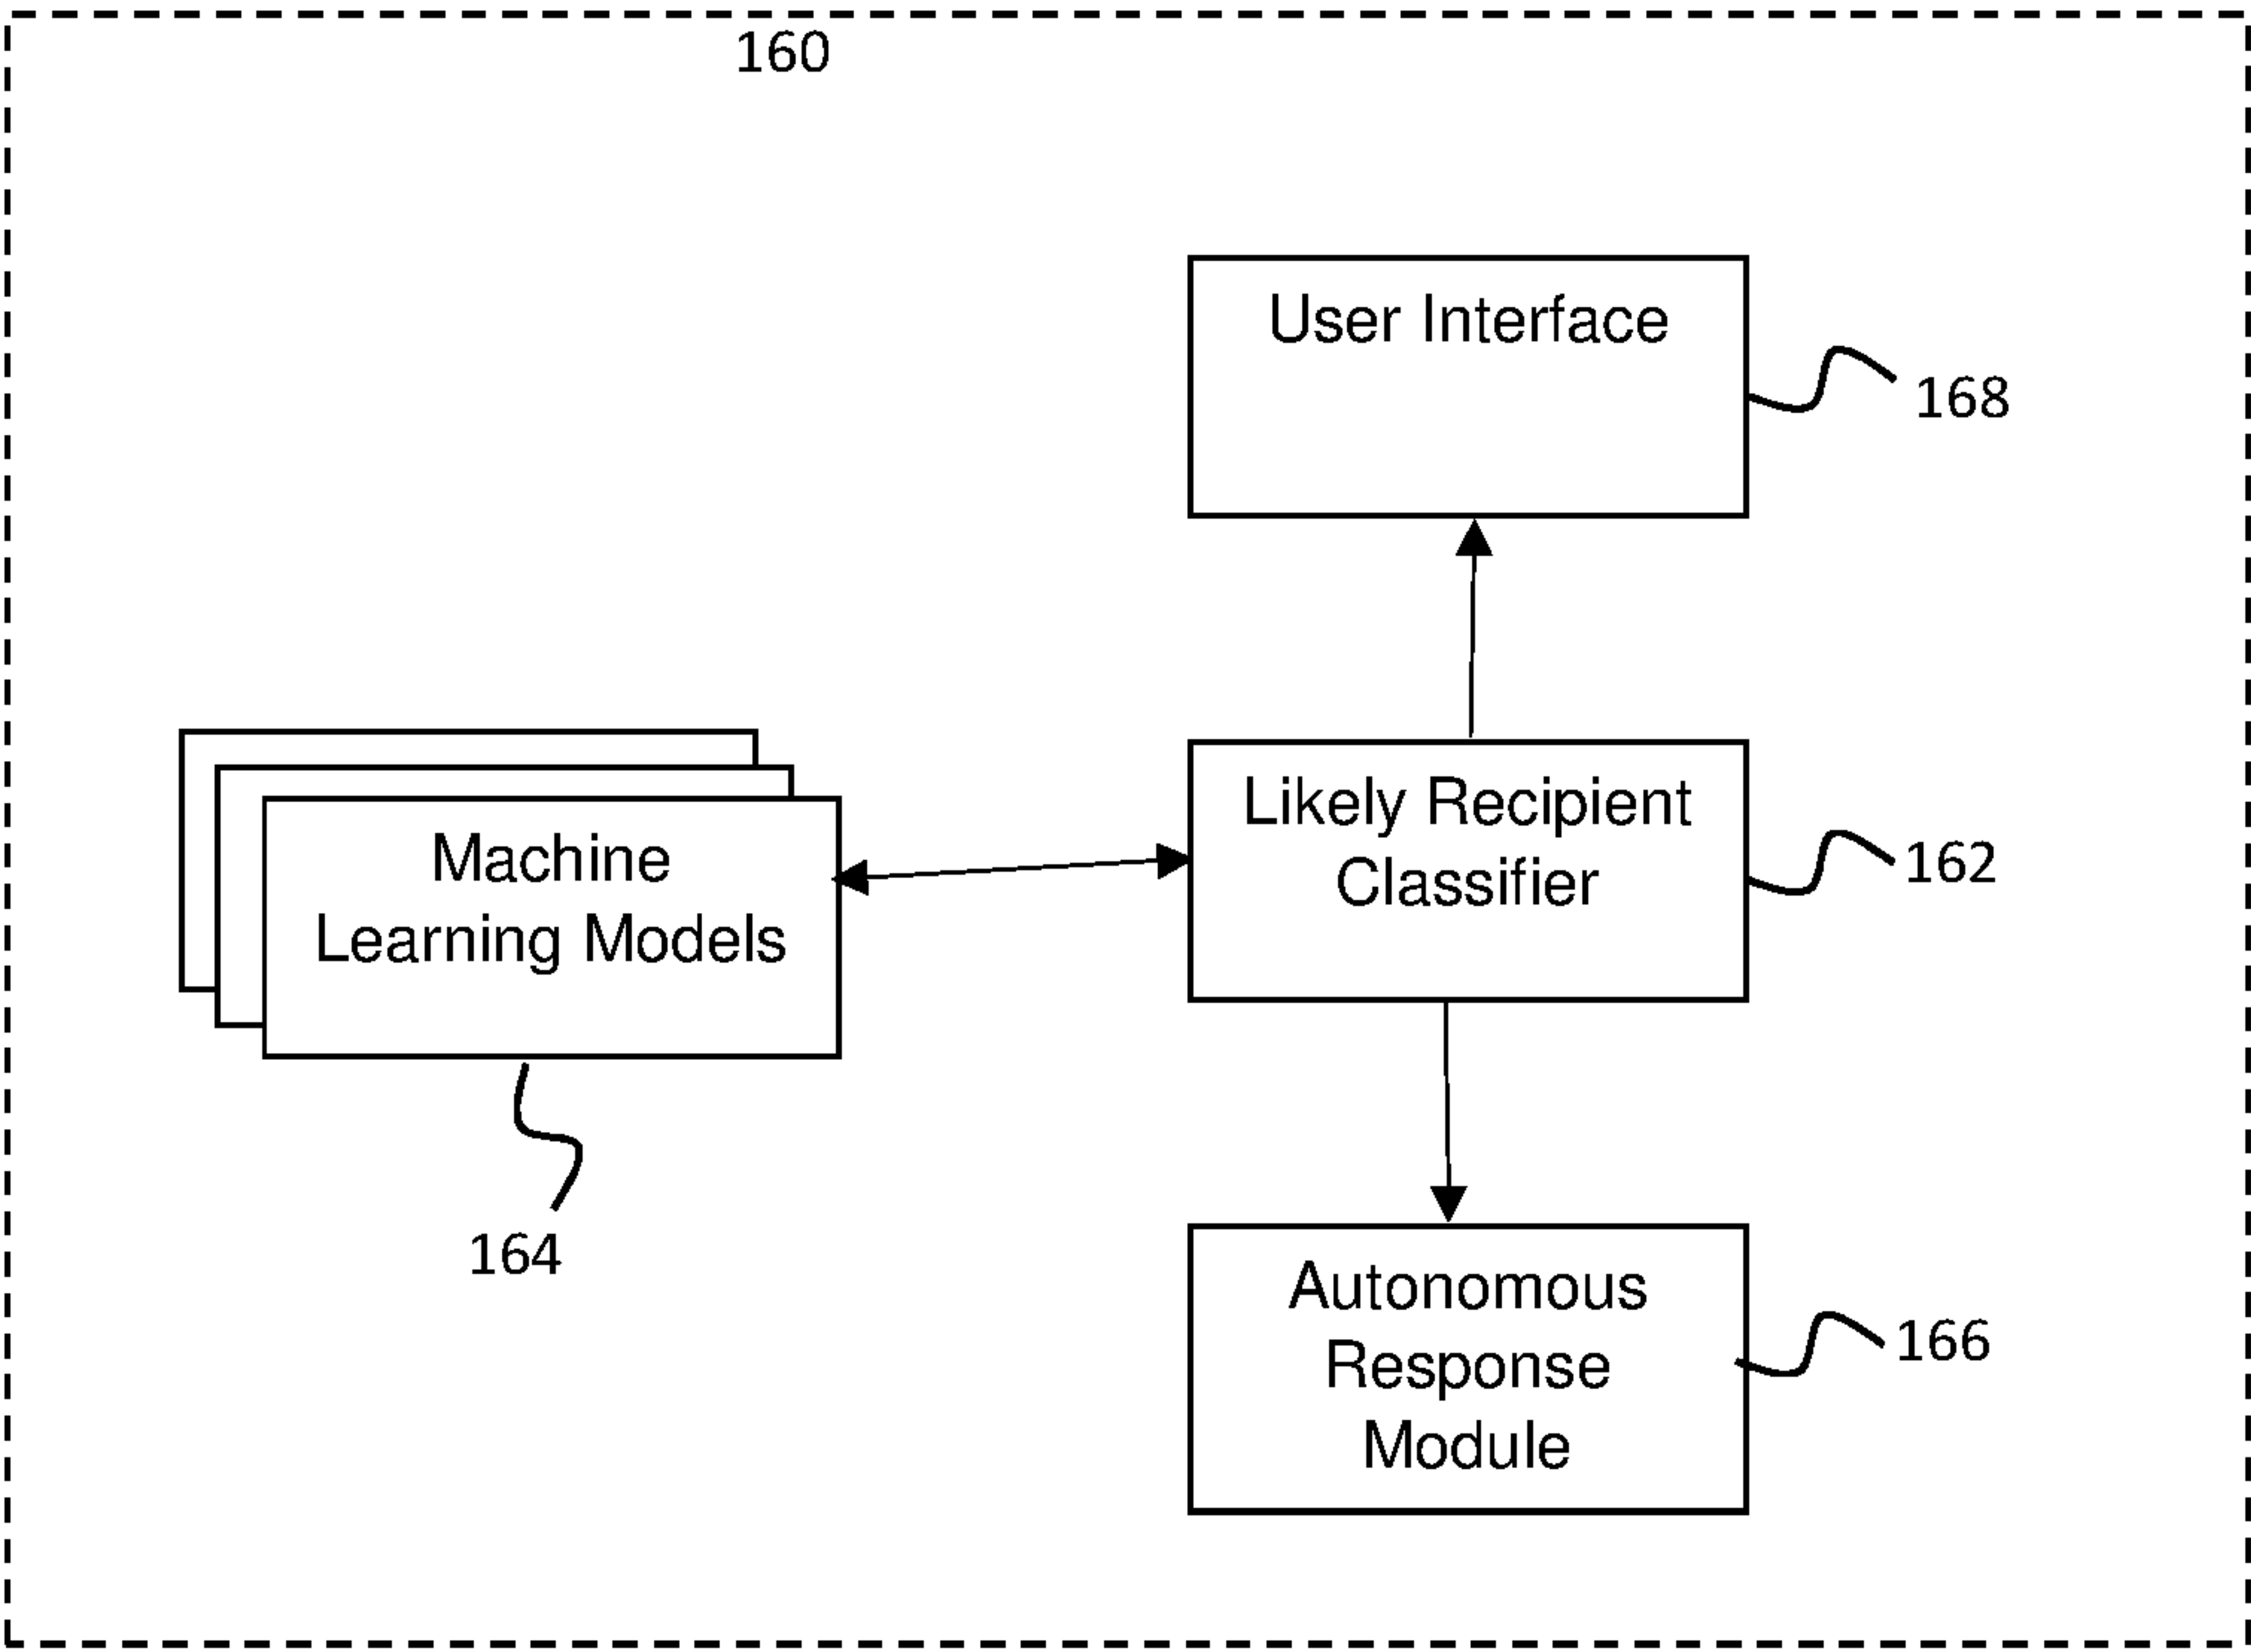 160
User Interface
168
Likely Recipient
Classifier
162
Machine
Learning Models
164
Autonomous
Response
Module
166